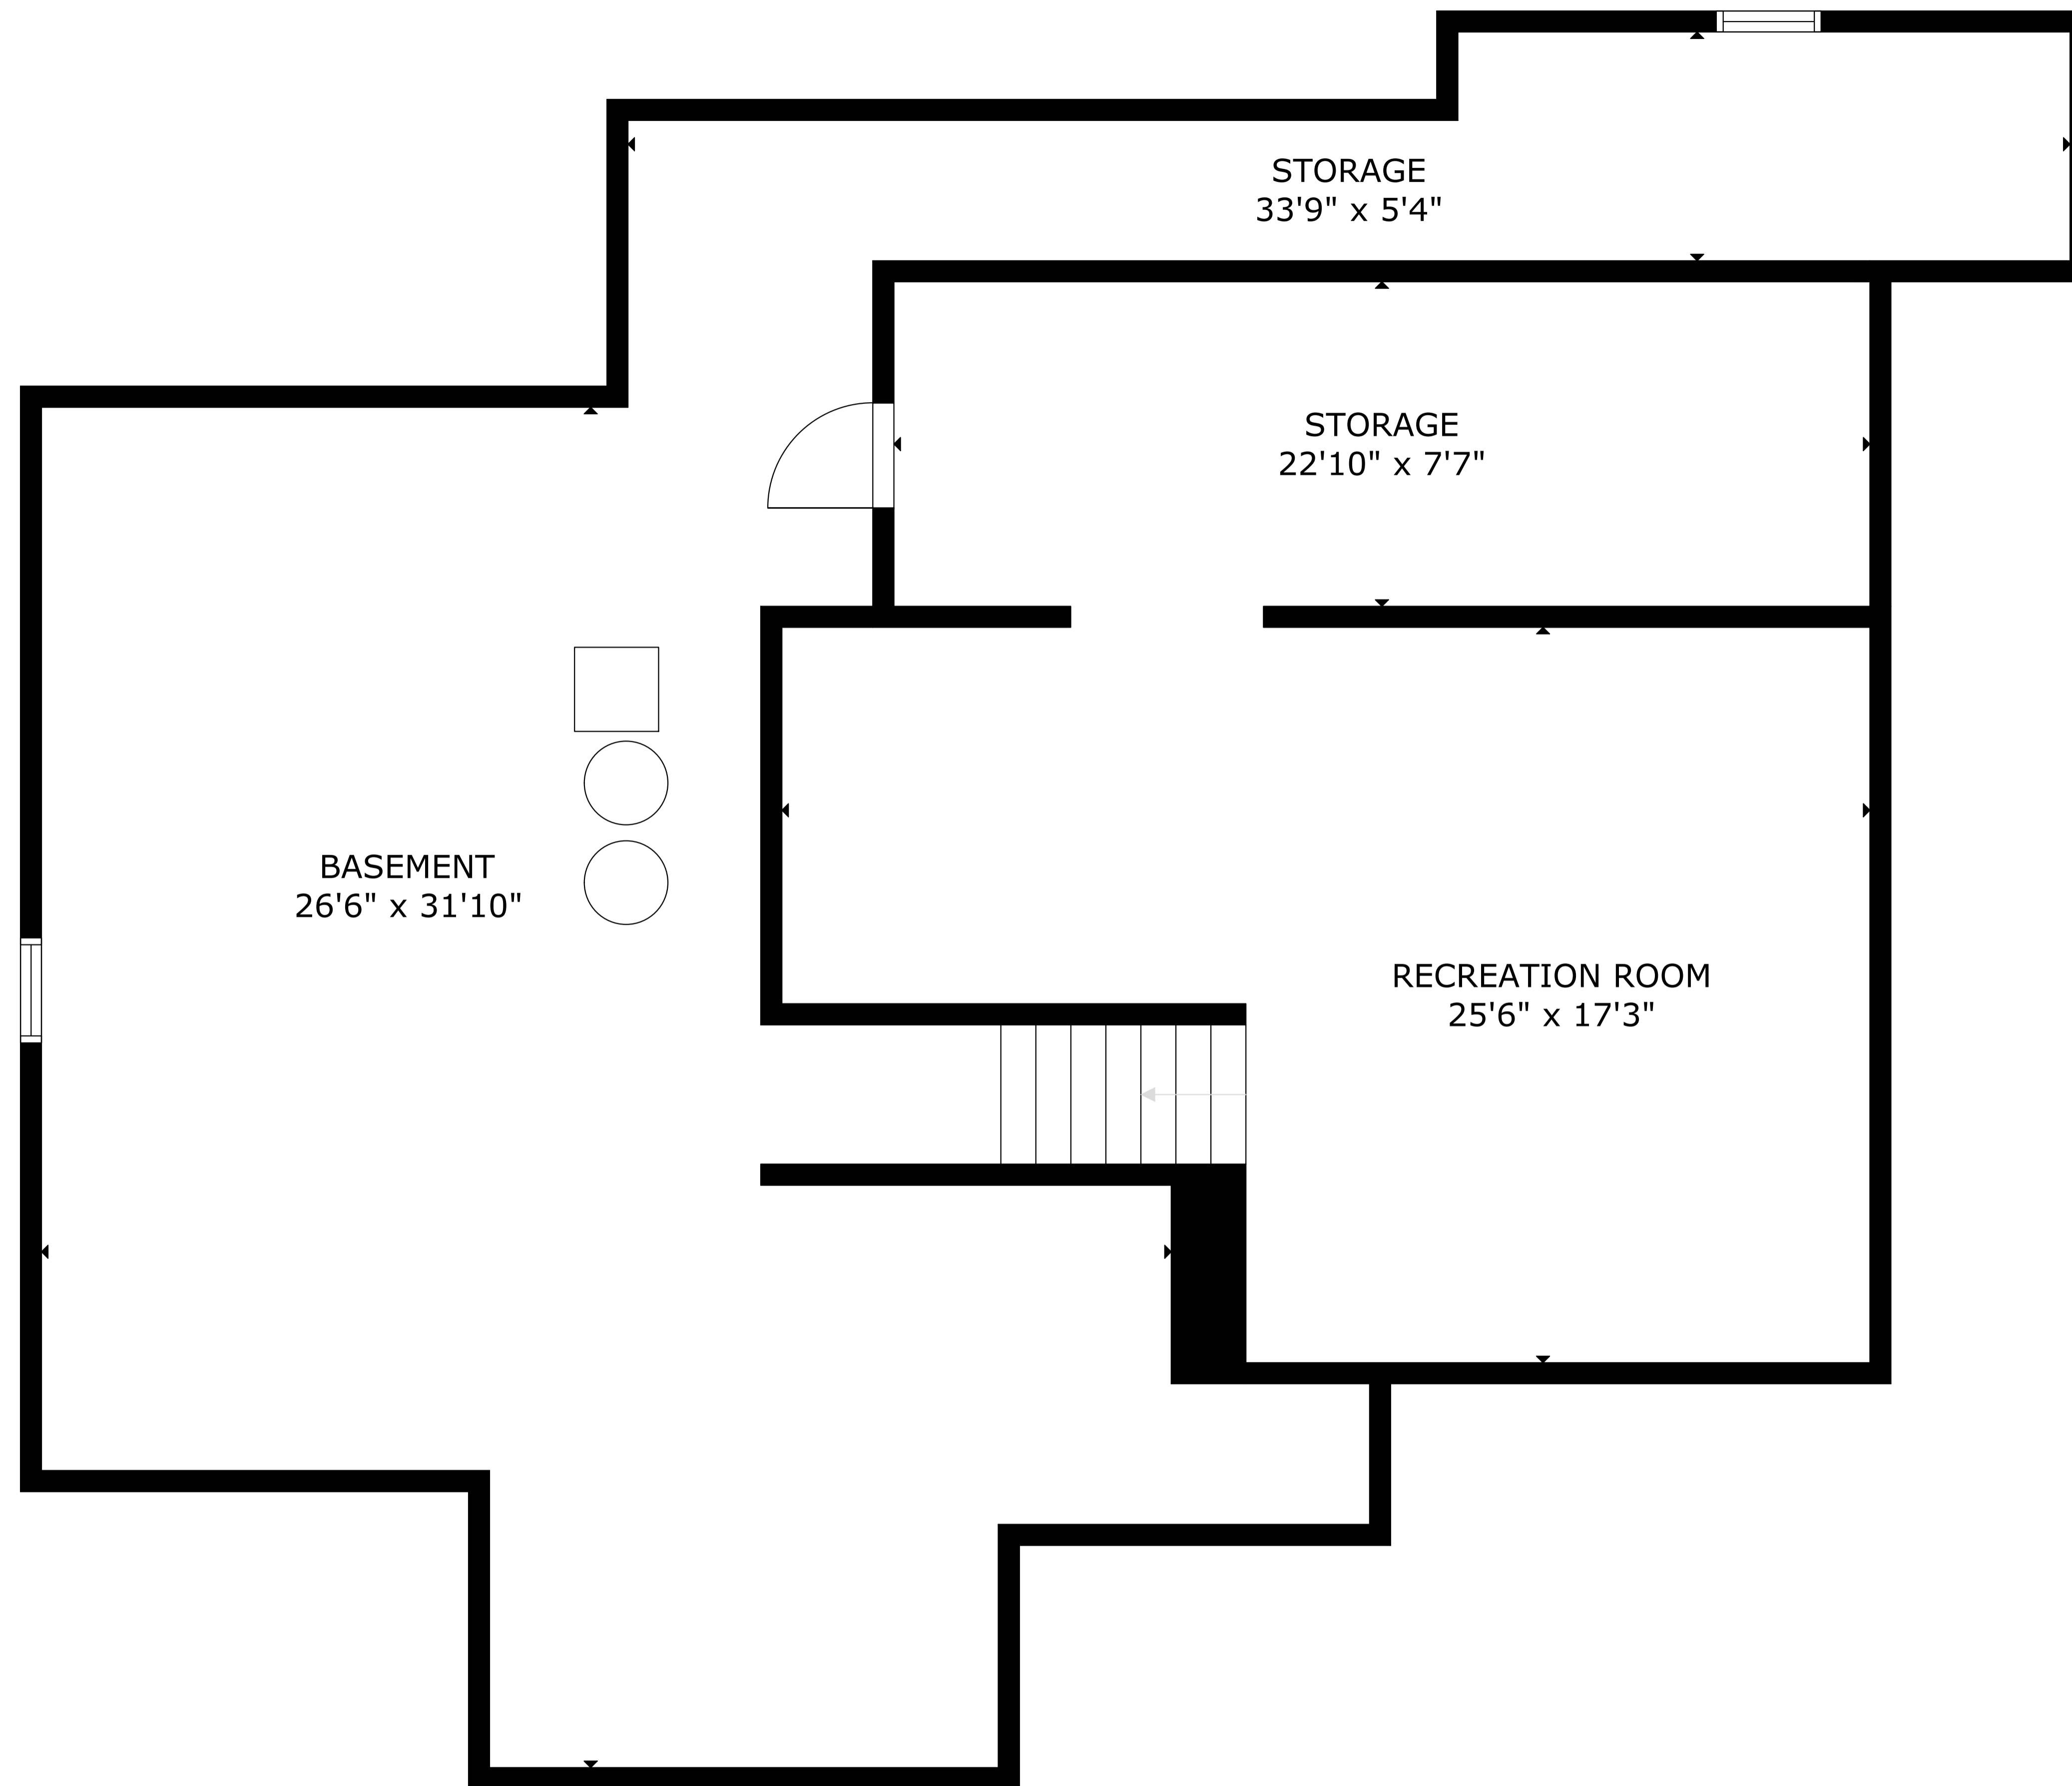 STORAGE
33'9" x 5'4"
STORAGE
22'10" x 7'7"
BASEMENT
26'6" x 31'10"
RECREATION ROOM
25'6" x 17'3"